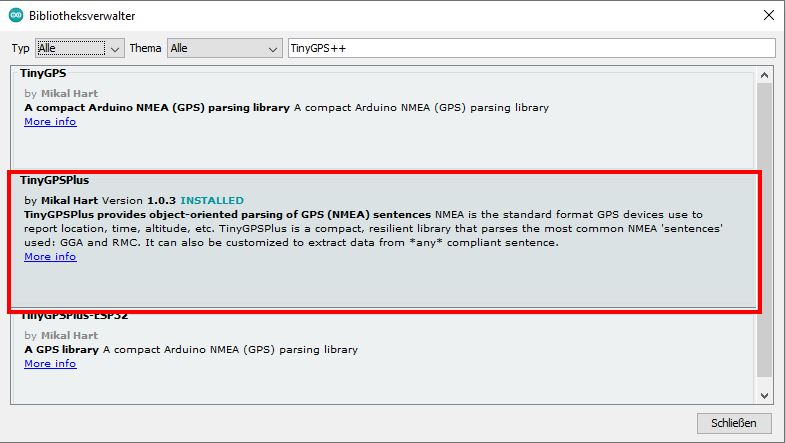 Bibliotheksverwalter
Typ Alle Thema Alle TinyGPS++
TinyGPS
by Mikal Hart
A compact Arduino NMEA (GPS) parsing library A compact Arduino NMEA (GPS) parsing library
More info
TinyGPSPlus
by Mikal Hart Version 1.0.3 INSTALLED
TinyGPSPlus provides object-oriented parsing of GPS (NMEA) sentences NMEA is the standard format GPS devices use to
report location, time, altitude, etc. TinyGPSPlus is a compact, resilient library that parses the most common NMEA 'sentences'
used: GGA and RMC. It can also be customized to extract data from *any* compliant sentence.
More info
TinyGPSPlus-ESP32
by Mikal Hart
A GPS library A compact Arduino NMEA (GPS) parsing library
More info
Schließen